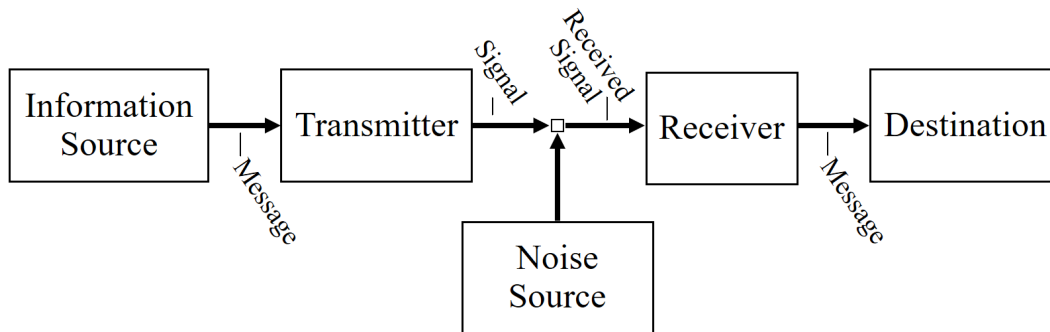 Information
Source
Message
Transmitter
Signal
Received
Signal
Receiver
Message
Destination
Noise
Source